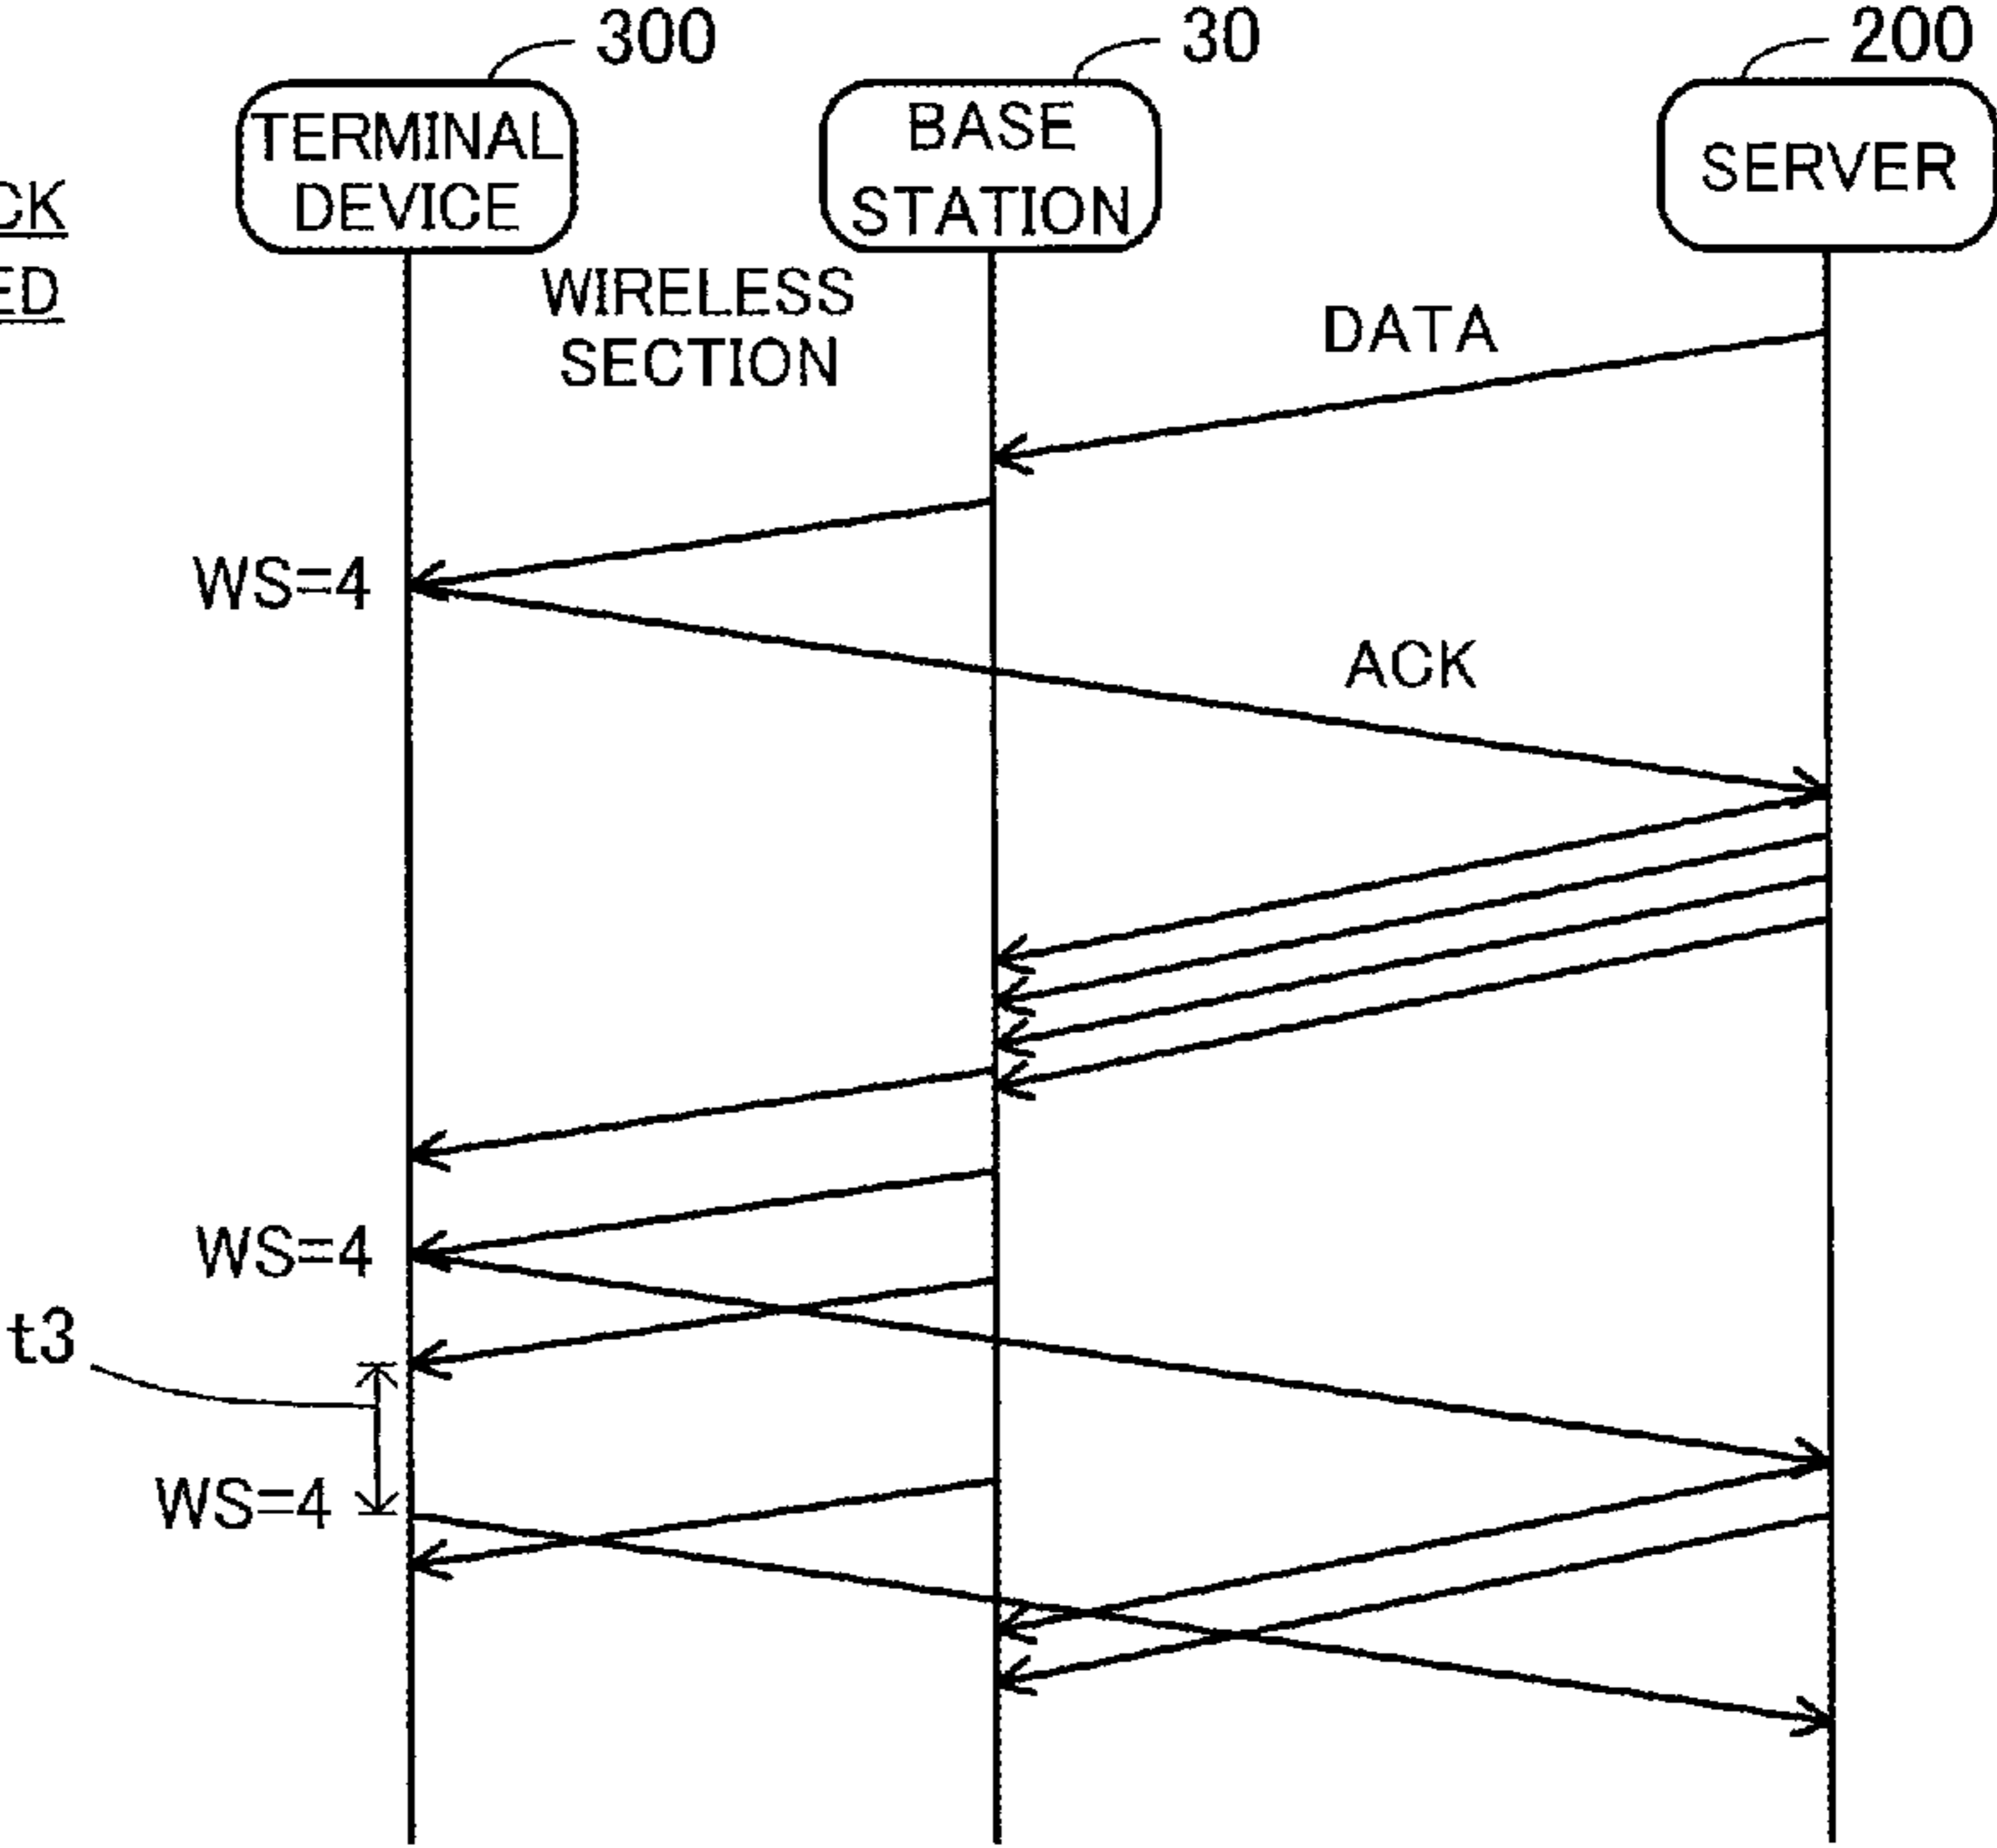 300
30
200
TERMINAL
DEVICE
BASE
STATION
SERVER
CK
ED
WIRELESS
SECTION
DATA
WS=4
ACK
WS=4
t3
WS=4